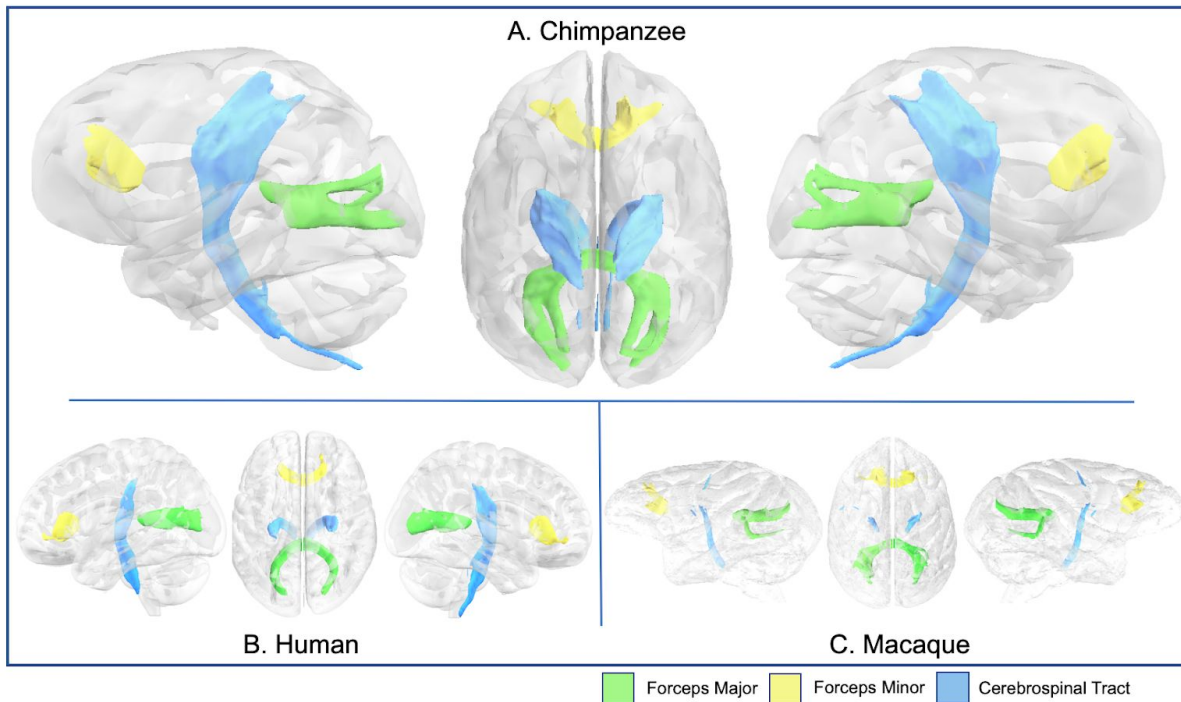 A. Chimpanzee
B. Human
C. Macaque
Forceps Major
Forceps Minor
Cerebrospinal Tract